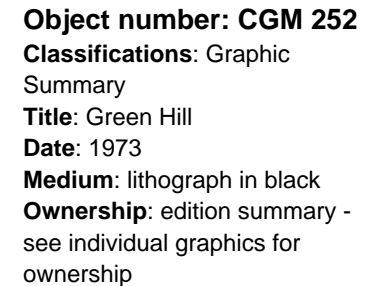 Object number: CGM 252
Classifications: Graphic
Summary
Title: Green Hill
Date: 1973
Medium: lithograph in black
Ownership: edition summary -
see individual graphics for
ownership